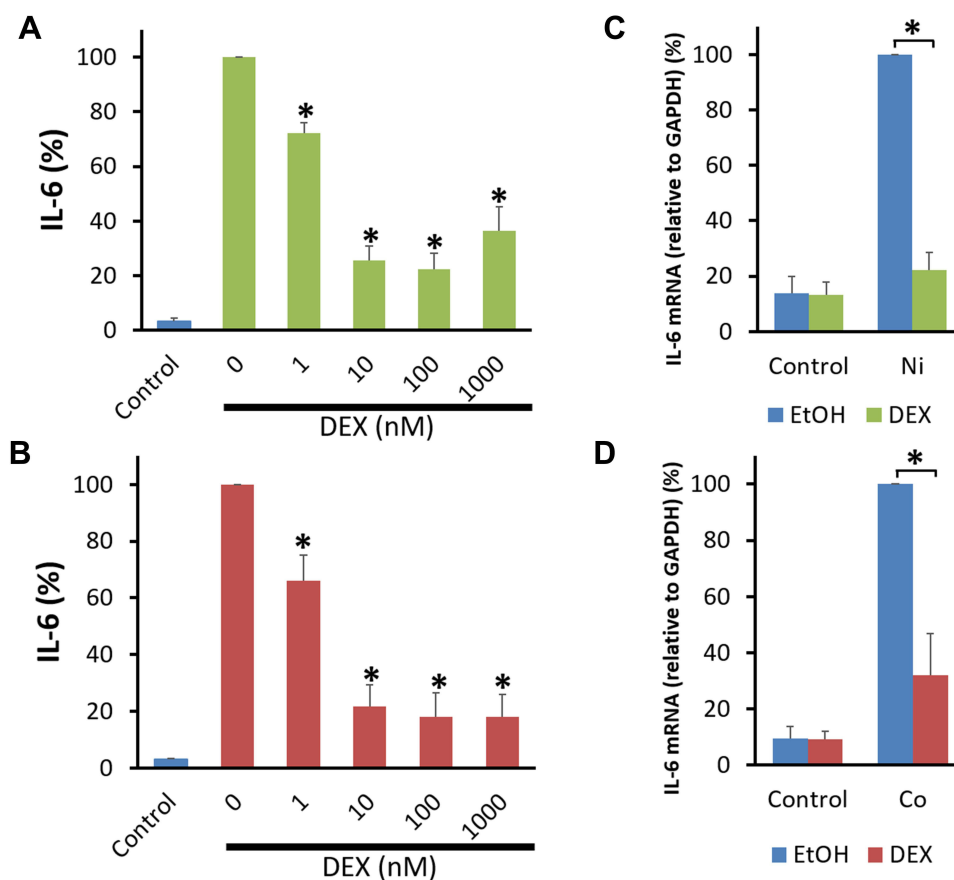 A
IL-6 (%)
100
80
60
40
20
0
*
*
*
*
Control
0
1
10
100
1000
DEX (nM)
B
IL-6 (%)
100
80
60
40
20
0
*
*
*
*
Control
0
1
10
100
1000
DEX (nM)
C
IL-6 mRNA (relative to GAPDH) (%)
100
80
60
40
20
0
*
Control
Ni
EtOH
DEX
D
IL-6 mRNA (relative to GAPDH) (%)
100
80
60
40
20
0
*
Control
Co
EtOH
DEX